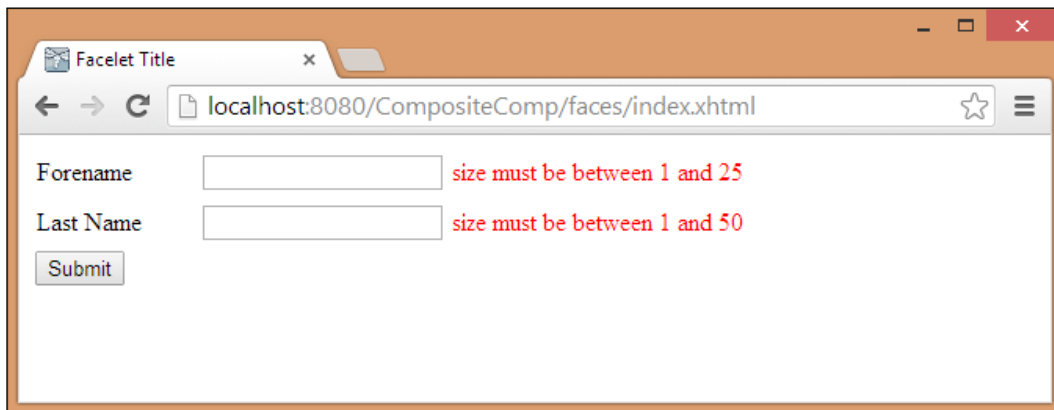 Facelet Title
localhost:8080/CompositeComp/faces/index.xhtml
Forename size must be between 1 and 25
Last Name size must be between 1 and 50
Submit